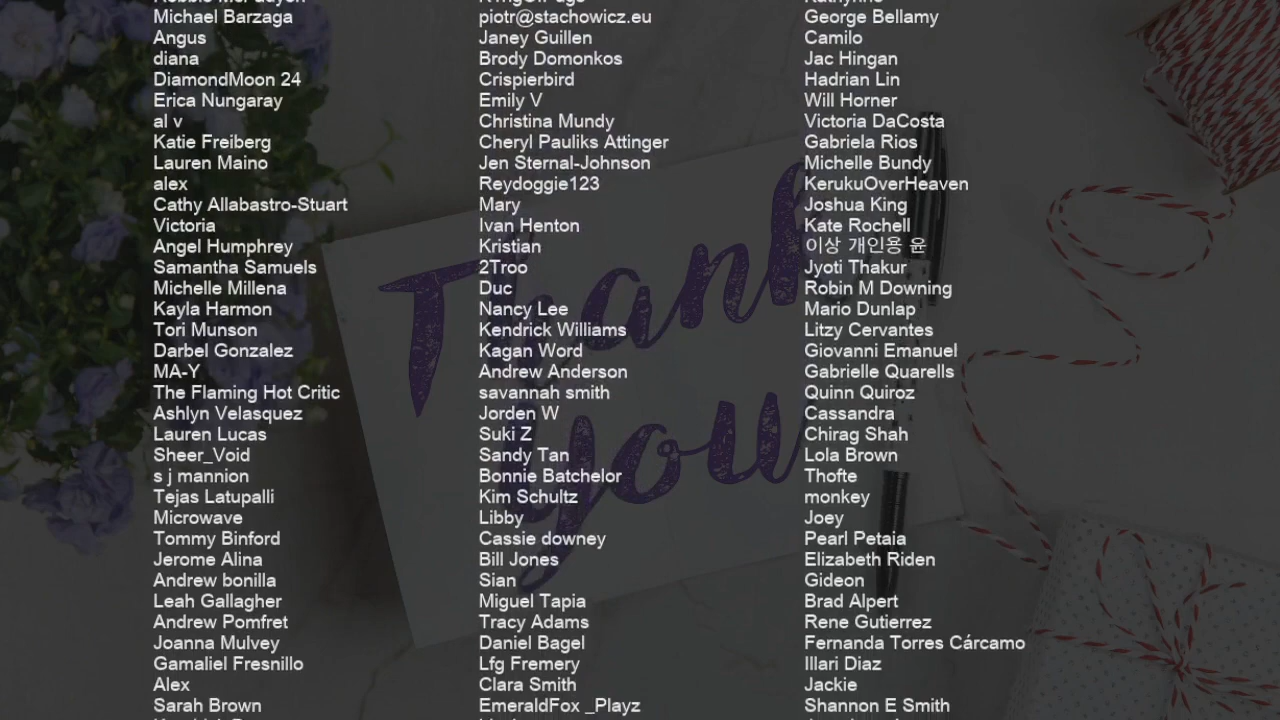 Michael Barzaga
Angus
diana
DiamondMoon 24
Erica Nungaray
al v
Katie Freiberg
Lauren Maino
alex
Cathy Allabastro-Stuart
Victoria
Angel Humphrey
Samantha Samuels
Michelle Millena
Kayla Harmon
Tori Munson
Darbel Gonzalez
MA-Y
The Flaming Hot Critic
Ashlyn Velasquez
Lauren Lucas
Sheer_Void
s j mannion
Tejas Latupalli
Microwave
Tommy Binford
Jerome Alina
Andrew bonilla
Leah Gallagher
Andrew Pomfret
Joanna Mulvey
Gamaliel Fresnillo
Alex
Sarah Brown
piotr@stachowicz.eu
Janey Guillen
Brody Domonkos
Crispierbird
Emily V
Christina Mundy
Cheryl Pauliks Attinger
Jen Sternal-Johnson
Reydoggie123
Mary
Ivan Henton
Kristian
2Troo
Duc
Nancy Lee
Kendrick Williams
Kagan Word
Andrew Anderson
savannah smith
Jorden W
Suki Z
Sandy Tan
Bonnie Batchelor
Kim Schultz
Libby
Cassie downey
Bill Jones
Sian
Miguel Tapia
Tracy Adams
Daniel Bagel
Lfg Fremery
Clara Smith
EmeraldFox _Playz
George Bellamy
Camilo
Jac Hingan
Hadrian Lin
Will Horner
Victoria DaCosta
Gabriela Rios
Michelle Bundy
KerukuOverHeaven
Joshua King
Kate Rochell
이상 개인용 윤
Jyoti Thakur
Robin M Downing
Mario Dunlap
Litzy Cervantes
Giovanni Emanuel
Gabrielle Quarells
Quinn Quiroz
Cassandra
Chirag Shah
Lola Brown
Thofte
monkey
Joey
Pearl Petaia
Elizabeth Riden
Gideon
Brad Alpert
Rene Gutierrez
Fernanda Torres Cárcamo
Illari Diaz
Jackie
Shannon E Smith
Thank
you